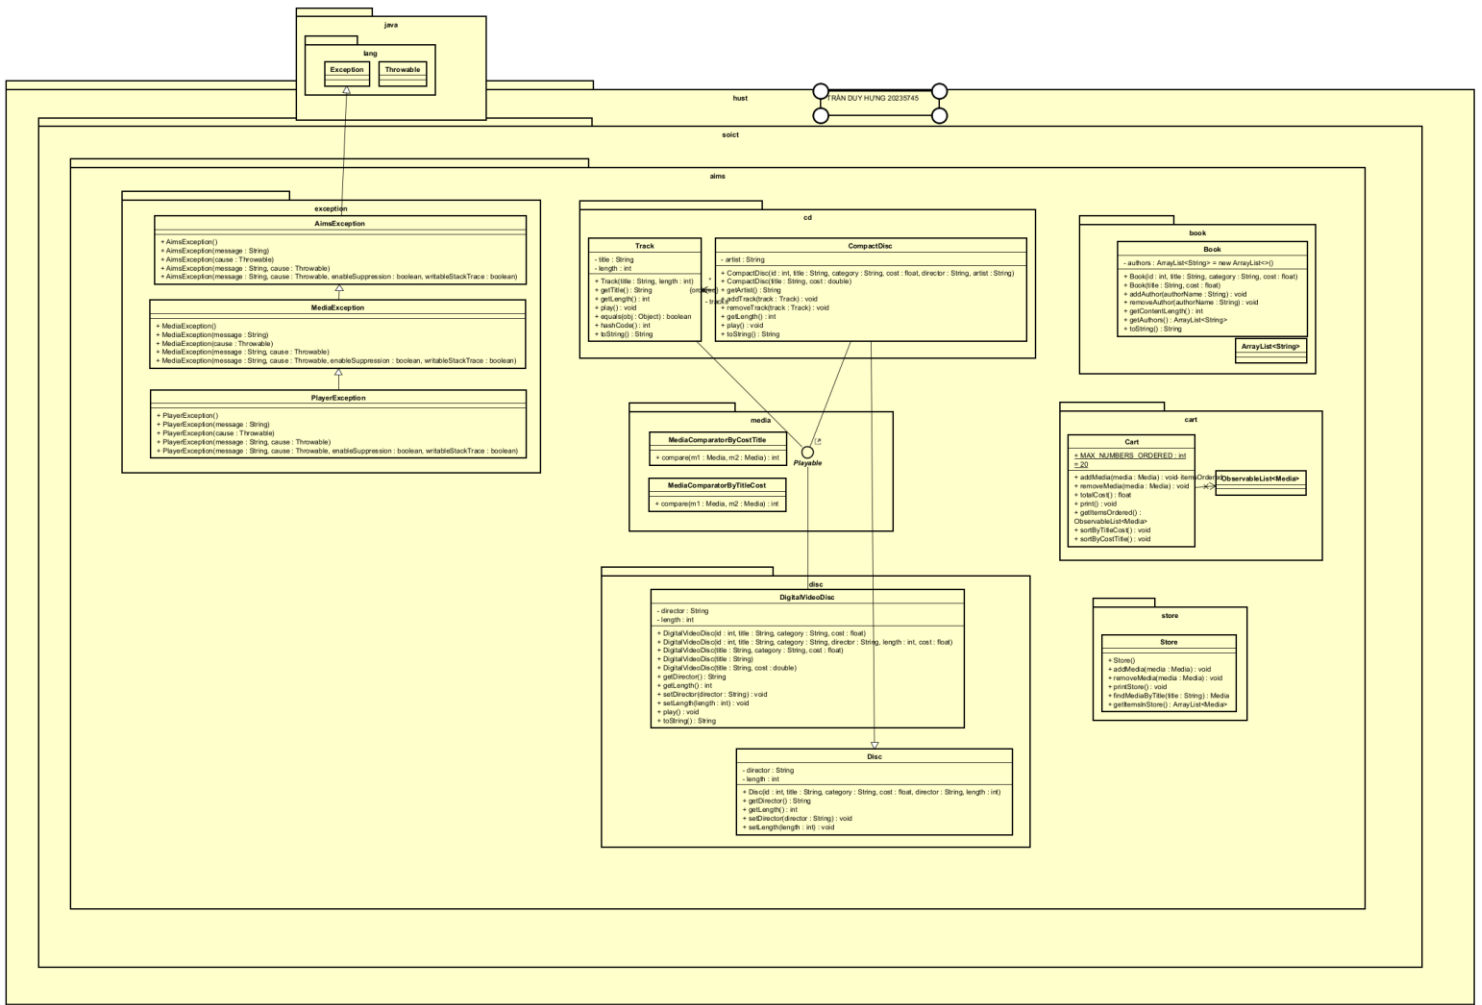 java
lang
Exception
Throwable
hust
TRẦN DUY HƯNG 20235745
soict
aims
exception
AimsException
+ AimsException()
+ AimsException(message : String)
+ AimsException(cause : Throwable)
+ AimsException(message : String, cause : Throwable)
+ AimsException(message : String, cause : Throwable, enableSuppression : boolean, writableStackTrace : boolean)
MediaException
+ MediaException()
+ MediaException(message : String)
+ MediaException(cause : Throwable)
+ MediaException(message : String, cause : Throwable)
+ MediaException(message : String, cause : Throwable, enableSuppression : boolean, writableStackTrace : boolean)
PlayerException
+ PlayerException()
+ PlayerException(message : String)
+ PlayerException(cause : Throwable)
+ PlayerException(message : String, cause : Throwable)
+ PlayerException(message : String, cause : Throwable, enableSuppression : boolean, writableStackTrace : boolean)
cd
Track
- title : String
- length : int
+ Track(title : String, length : int)
+ getTitle() : String
+ getLength() : int
+ play() : void
+ equals(obj : Object) : boolean
+ hashCode() : int
+ toString() : String
*
CompactDisc
- artist : String
+ CompactDisc(id : int, title : String, category : String, cost : float, director : String, artist : String)
+ CompactDisc(title : String, cost : double)
+ getArtist() : String
+ addTrack(track : Track) : void
+ removeTrack(track : Track) : void
+ getLength() : int
+ play() : void
+ toString() : String
book
Book
- authors : ArrayList<String> = new ArrayList<>()
+ Book(id : int, title : String, category : String, cost : float)
+ Book(title : String, cost : float)
+ addAuthor(authorName : String) : void
+ removeAuthor(authorName : String) : void
+ getContentLength() : int
+ getAuthors() : ArrayList<String>
+ toString() : String
ArrayList<String>
media
MediaComparatorByCostTitle
+ compare(m1 : Media, m2 : Media) : int
MediaComparatorByTitleCost
+ compare(m1 : Media, m2 : Media) : int
Playable
cart
Cart
+ MAX_NUMBERS_ORDERED : int
= 20
+ addMedia(media : Media) : void
- itemsOrdered
+ removeMedia(media : Media) : void
+ totalCost() : float
+ print() : void
+ getItemsOrdered() :
ObservableList<Media>
+ sortByTitleCost() : void
+ sortByCostTitle() : void
ObservableList<Media>
disc
DigitalVideoDisc
- director : String
- length : int
+ DigitalVideoDisc(id : int, title : String, category : String, cost : float)
+ DigitalVideoDisc(id : int, title : String, category : String, director : String, length : int, cost : float)
+ DigitalVideoDisc(title : String, category : String, cost : float)
+ DigitalVideoDisc(title : String)
+ DigitalVideoDisc(title : String, cost : double)
+ getDirector() : String
+ getLength() : int
+ setDirector(director : String) : void
+ setLength(length : int) : void
+ play() : void
+ toString() : String
Disc
- director : String
- length : int
+ Disc(id : int, title : String, category : String, cost : float, director : String, length : int)
+ getDirector() : String
+ getLength() : int
+ setDirector(director : String) : void
+ setLength(length : int) : void
store
Store
+ Store()
+ addMedia(media : Media) : void
+ removeMedia(media : Media) : void
+ printStore() : void
+ findMediaByTitle(title : String) : Media
+ getItemsInStore() : ArrayList<Media>